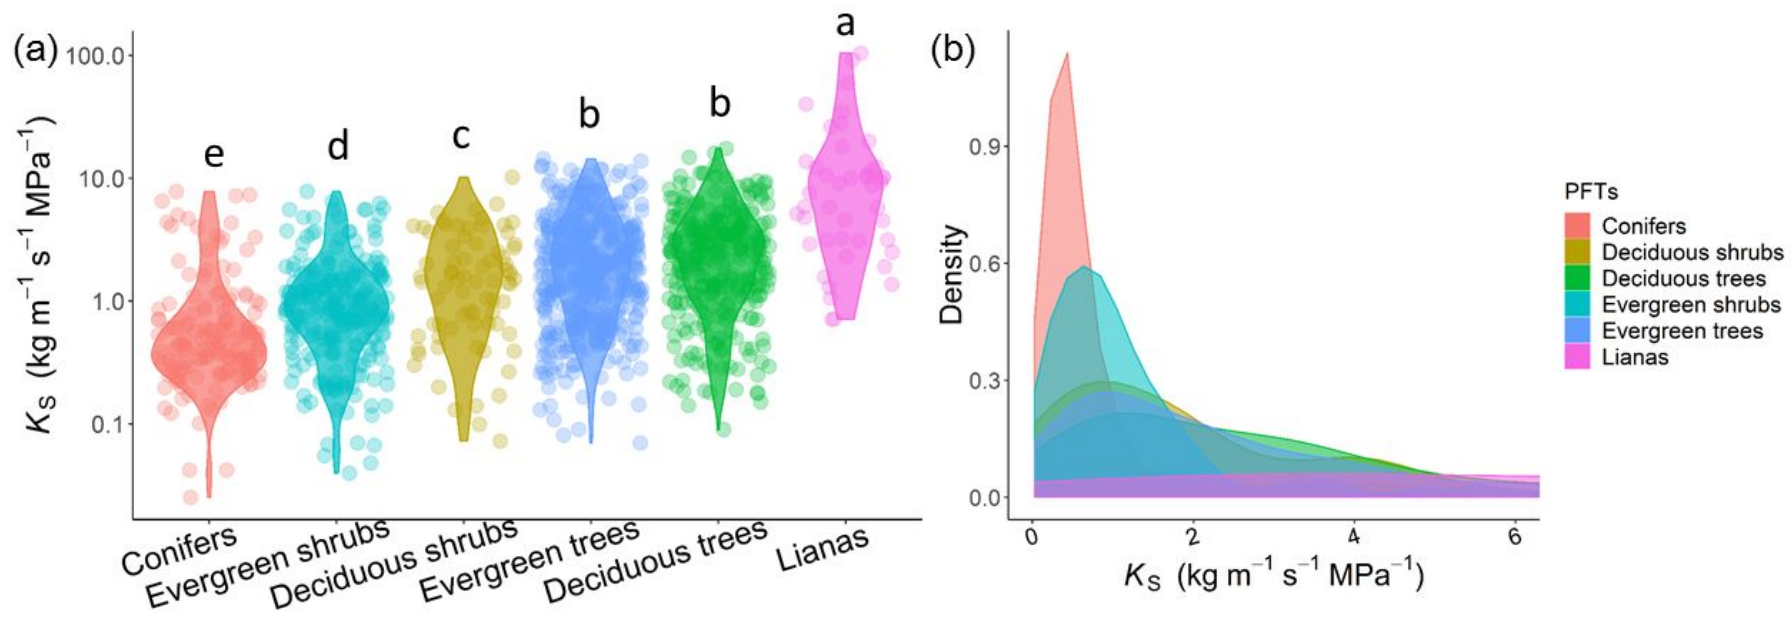 (a)
K_S (kg m⁻¹ s⁻¹ MPa⁻¹)
100.0
10.0
1.0
0.1
e
d
c
b
b
a
Conifers
Evergreen shrubs
Deciduous shrubs
Evergreen trees
Deciduous trees
Lianas
(b)
Density
0.9
0.6
0.3
0.0
0
2
4
6
K_S (kg m⁻¹ s⁻¹ MPa⁻¹)
PFTs
Conifers
Deciduous shrubs
Deciduous trees
Evergreen shrubs
Evergreen trees
Lianas